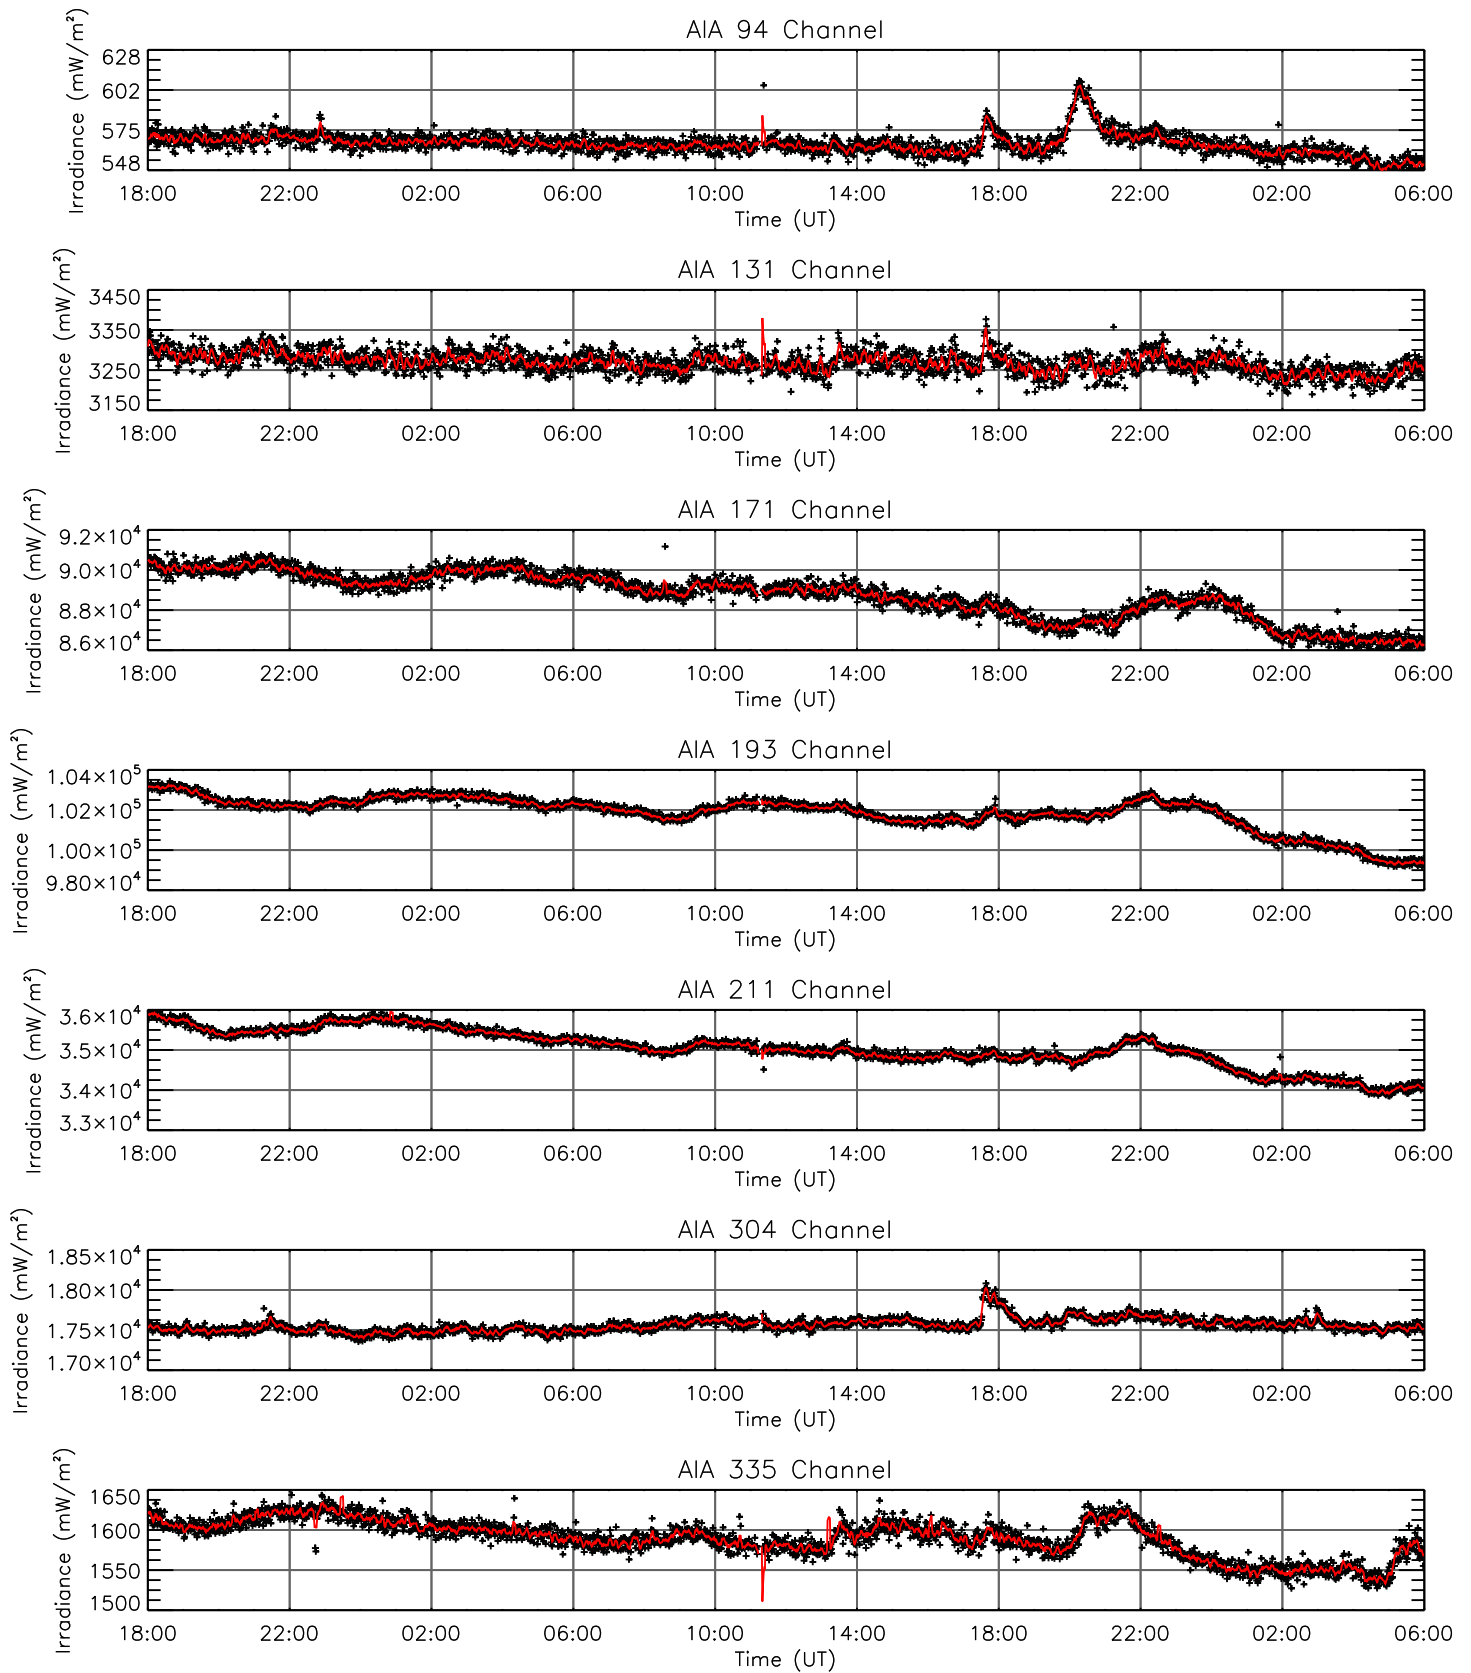 AIA 94 Channel
Irradiance (mW/m²)
628
602
575
548
18:00 22:00 02:00 06:00 10:00 14:00 18:00 22:00 02:00 06:00
Time (UT)
AIA 131 Channel
Irradiance (mW/m²)
3450
3350
3250
3150
18:00 22:00 02:00 06:00 10:00 14:00 18:00 22:00 02:00 06:00
Time (UT)
AIA 171 Channel
Irradiance (mW/m²)
9.2×10⁴
9.0×10⁴
8.8×10⁴
8.6×10⁴
18:00 22:00 02:00 06:00 10:00 14:00 18:00 22:00 02:00 06:00
Time (UT)
AIA 193 Channel
Irradiance (mW/m²)
1.04×10⁵
1.02×10⁵
1.00×10⁵
9.80×10⁴
18:00 22:00 02:00 06:00 10:00 14:00 18:00 22:00 02:00 06:00
Time (UT)
AIA 211 Channel
Irradiance (mW/m²)
3.6×10⁴
3.5×10⁴
3.4×10⁴
3.3×10⁴
18:00 22:00 02:00 06:00 10:00 14:00 18:00 22:00 02:00 06:00
Time (UT)
AIA 304 Channel
Irradiance (mW/m²)
1.85×10⁴
1.80×10⁴
1.75×10⁴
1.70×10⁴
18:00 22:00 02:00 06:00 10:00 14:00 18:00 22:00 02:00 06:00
Time (UT)
AIA 335 Channel
Irradiance (mW/m²)
1650
1600
1550
1500
18:00 22:00 02:00 06:00 10:00 14:00 18:00 22:00 02:00 06:00
Time (UT)